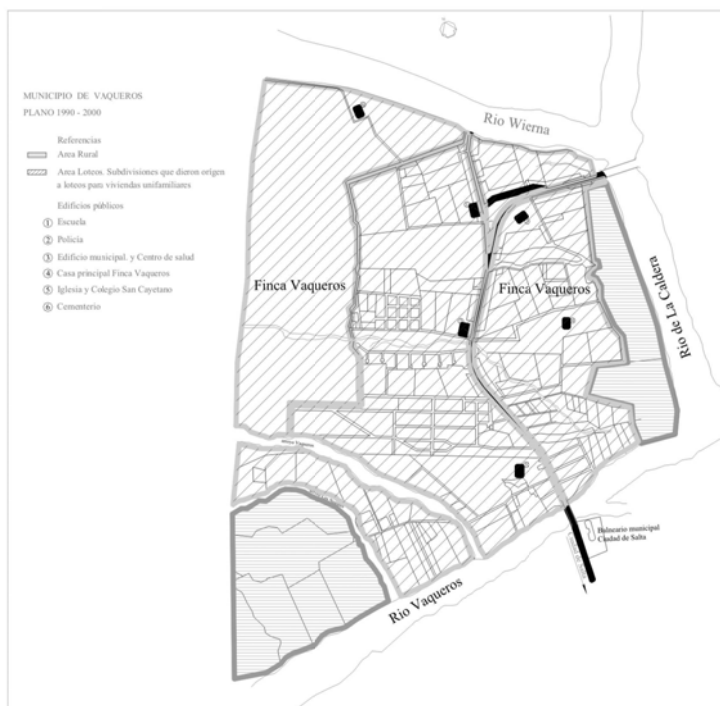 MUNICIPIO DE VAQUEROS
PLANO 1990 - 2000
Referencias
Area Rural
Area Loteos. Subdivisiones que dieron origen
a loteos para viviendas unifamiliares
Edificios públicos
1 Escuela
2 Policía
3 Edificio municipal. y Centro de salud
4 Casa principal Finca Vaqueros
5 Iglesia y Colegio San Cayetano
6 Cementerio
Rio Wierna
Finca Vaqueros
Finca Vaqueros
Rio de La Caldera
Rio Vaqueros
Balneario municipal
Ciudad de Salta